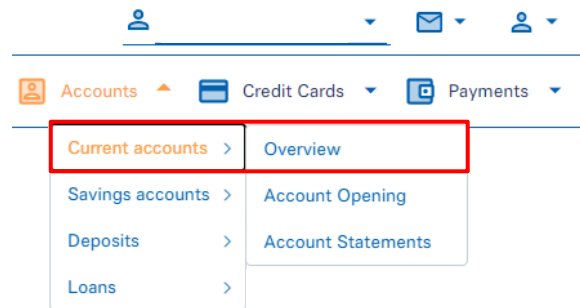 Accounts Credit Cards Payments
Current accounts > Overview
Savings accounts > Account Opening
Deposits > Account Statements
Loans >